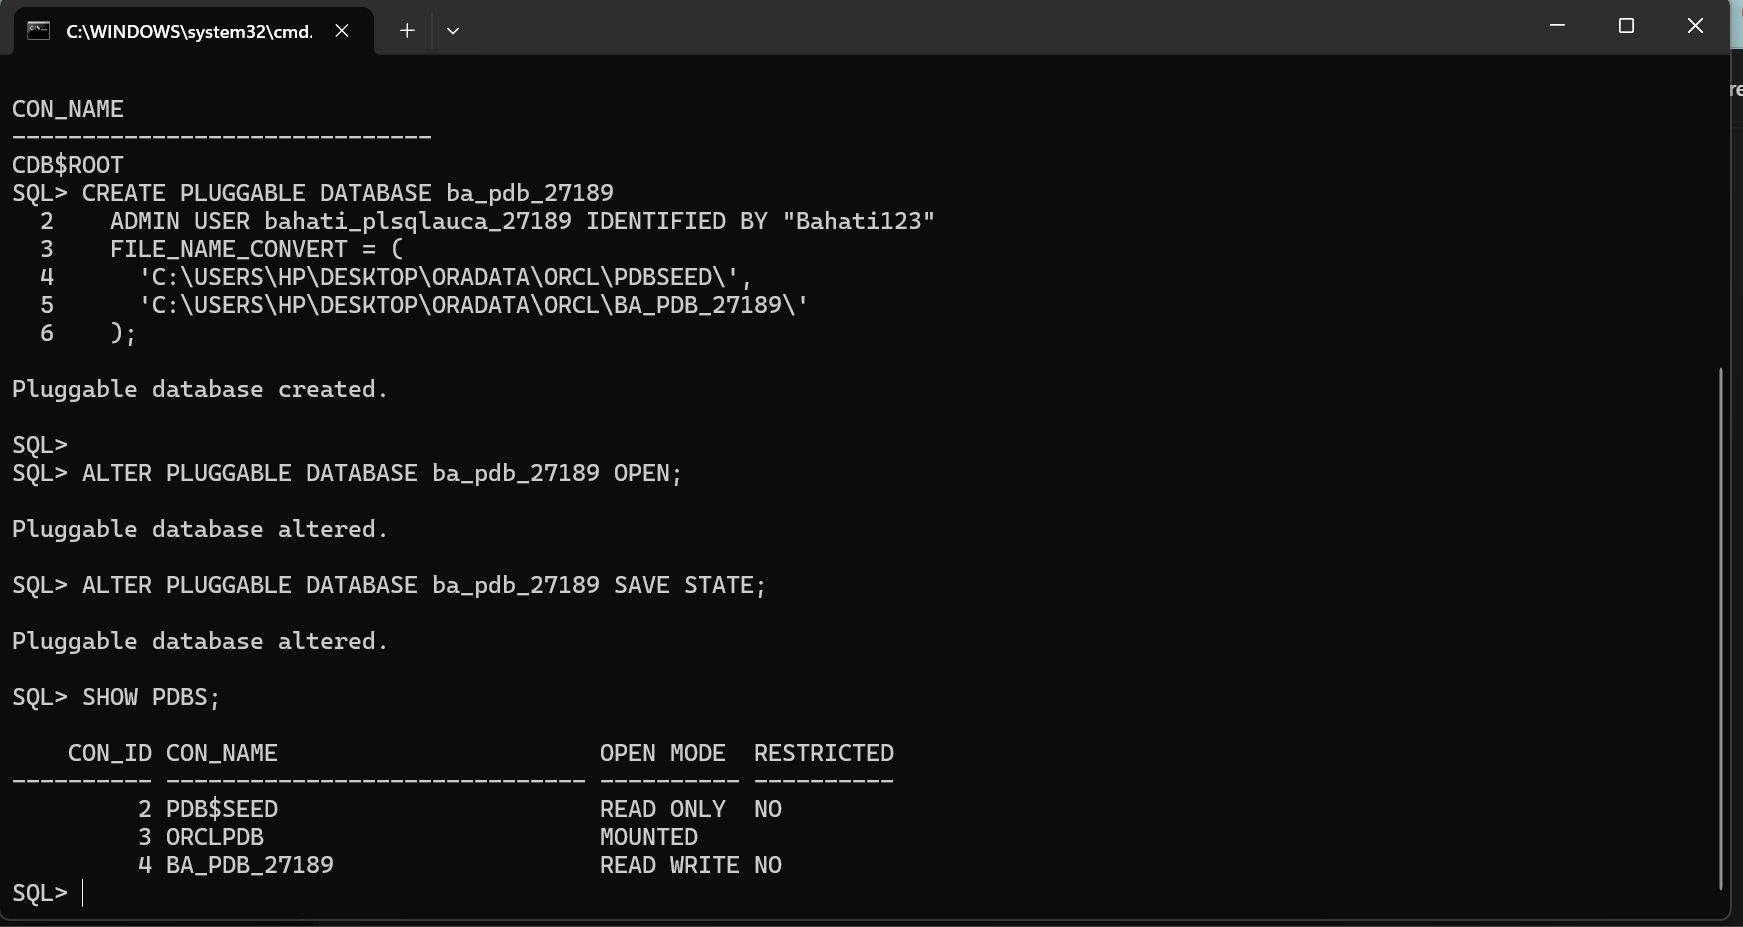 C:\WINDOWS\system32\cmd.
CON_NAME
------------------------------
CDB$ROOT
SQL> CREATE PLUGGABLE DATABASE ba_pdb_27189
  2    ADMIN USER bahati_plsqlauca_27189 IDENTIFIED BY "Bahati123"
  3    FILE_NAME_CONVERT = (
  4      'C:\USERS\HP\DESKTOP\ORADATA\ORCL\PDBSEED\',
  5      'C:\USERS\HP\DESKTOP\ORADATA\ORCL\BA_PDB_27189\'
  6    );
Pluggable database created.
SQL>
SQL> ALTER PLUGGABLE DATABASE ba_pdb_27189 OPEN;
Pluggable database altered.
SQL> ALTER PLUGGABLE DATABASE ba_pdb_27189 SAVE STATE;
Pluggable database altered.
SQL> SHOW PDBS;
    CON_ID CON_NAME                       OPEN MODE  RESTRICTED
---------- ------------------------------ ---------- ----------
         2 PDB$SEED                       READ ONLY  NO
         3 ORCLPDB                        MOUNTED
         4 BA_PDB_27189                   READ WRITE NO
SQL>